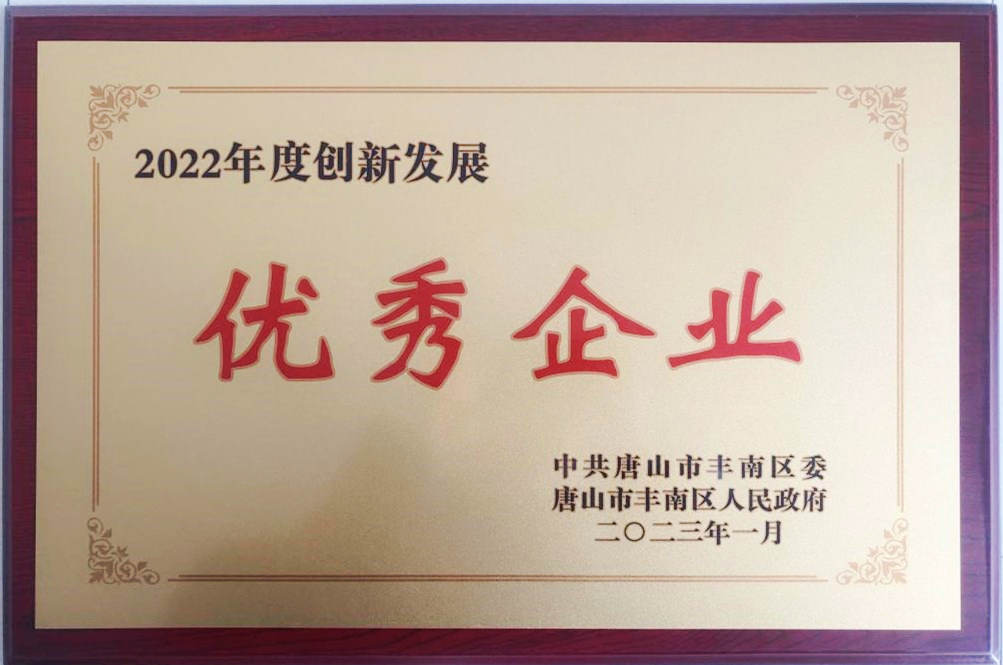 2022年度创新发展
优秀企业
中共唐山市丰南区委
唐山市丰南区人民政府
二〇二三年一月